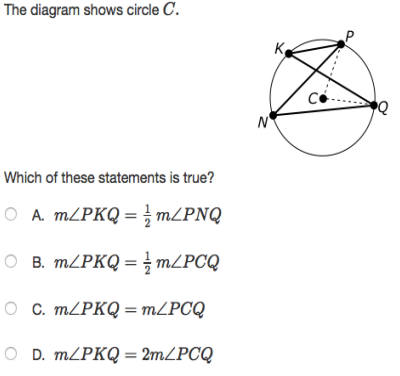 The diagram shows circle C.
K
P
C
Q
N
Which of these statements is true?
A. m∠PKQ = 1/2 m∠PNQ
B. m∠PKQ = 1/2 m∠PCQ
C. m∠PKQ = m∠PCQ
D. m∠PKQ = 2m∠PCQ